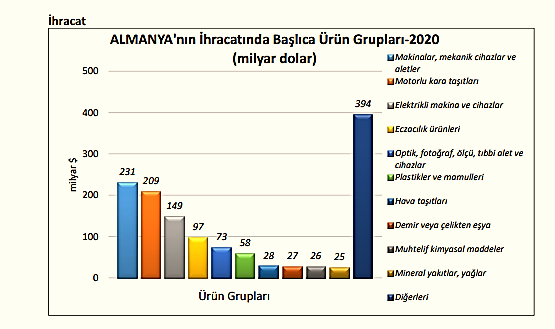 İhracat
ALMANYA'nın İhracatında Başlıca Ürün Grupları-2020
(milyar dolar)
500
400
300
200
100
0
milyar $
231
209
149
97
73
58
28
27
26
25
394
Ürün Grupları
Makinalar, mekanik cihazlar ve
aletler
Motorlu kara taşıtları
Elektrikli makina ve cihazlar
Eczacılık ürünleri
Optik, fotoğraf, ölçü, tıbbi alet ve
cihazlar
Plastikler ve mamulleri
Hava taşıtları
Demir veya çelikten eşya
Muhtelif kimyasal maddeler
Mineral yakıtlar, yağlar
Diğerleri